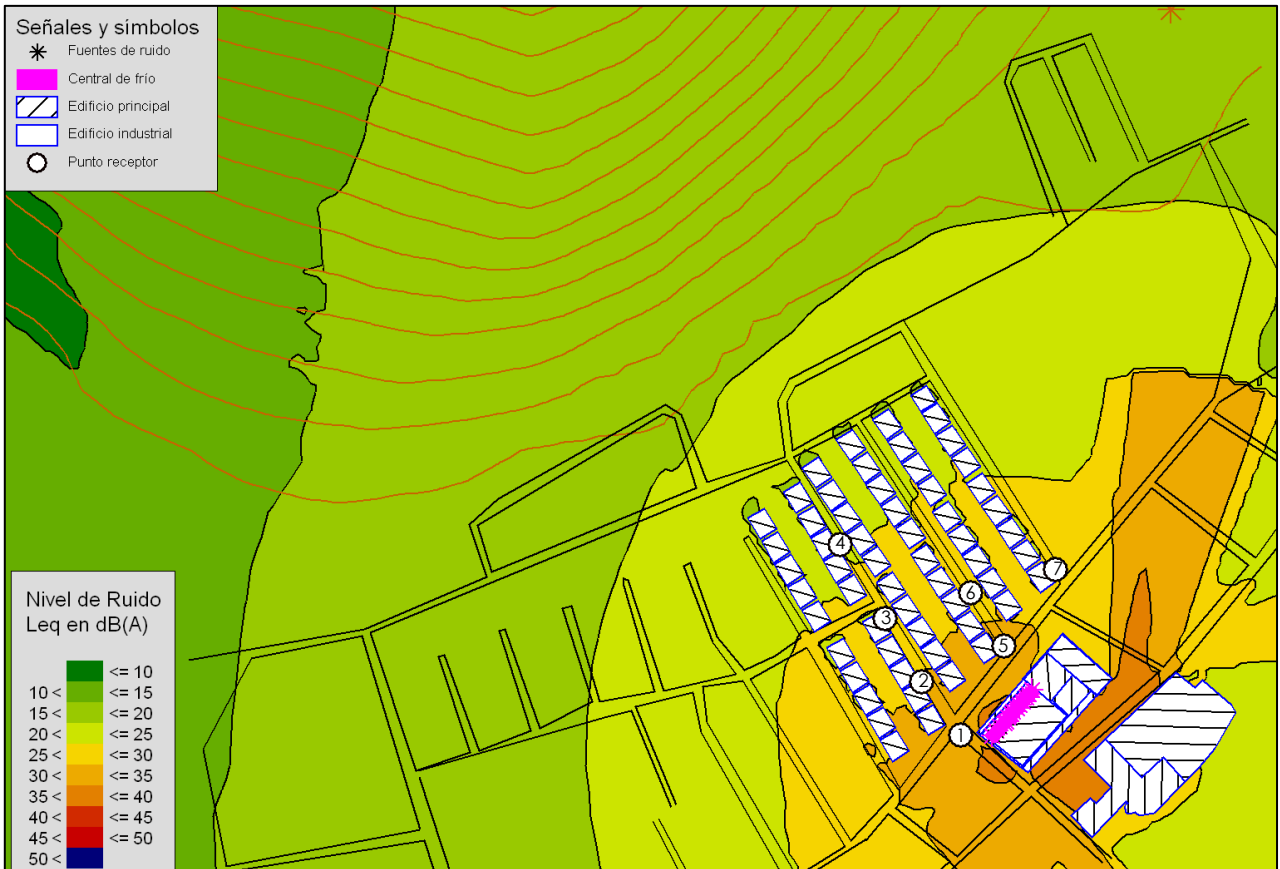 Señales y símbolos
Fuentes de ruido
Central de frío
Edificio principal
Edificio industrial
Punto receptor
4
7
6
3
5
2
1
Nivel de Ruido
Leq en dB(A)
<= 10
10 < <= 15
15 < <= 20
20 < <= 25
25 < <= 30
30 < <= 35
35 < <= 40
40 < <= 45
45 < <= 50
50 <